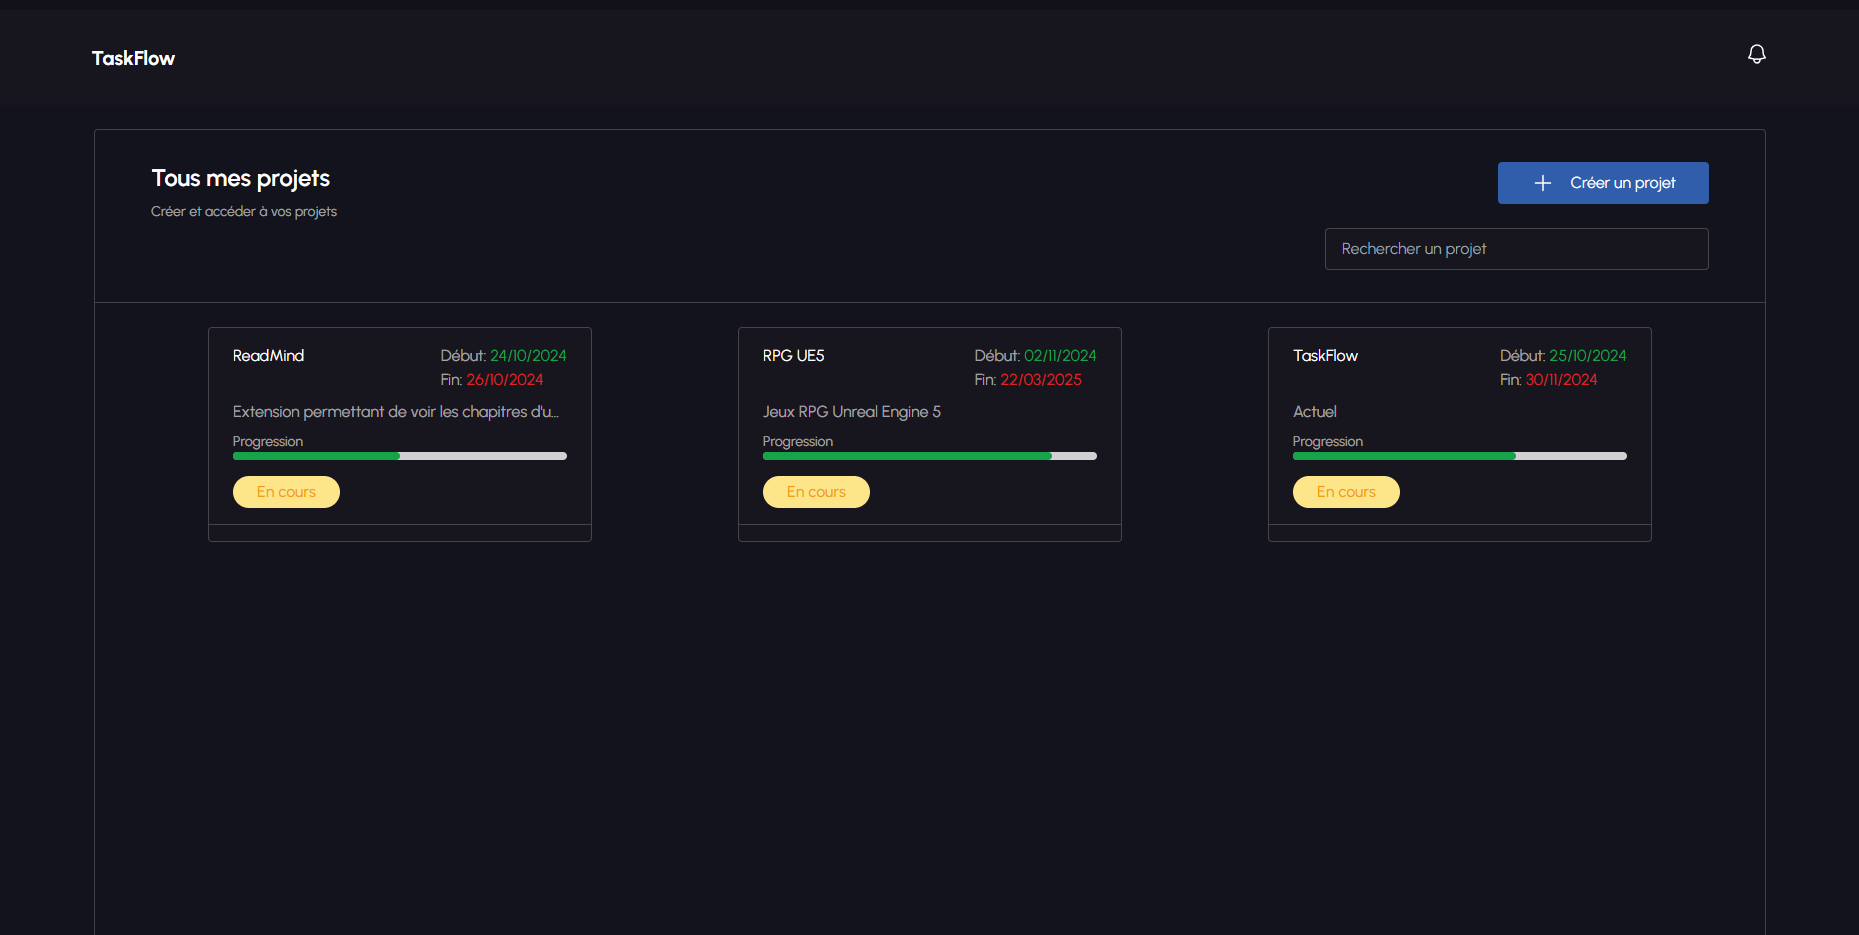 TaskFlow
Tous mes projets
Créer et accéder à vos projets
Créer un projet
Rechercher un projet
ReadMind
Début: 24/10/2024
Fin: 26/10/2024
Extension permettant de voir les chapitres d'u...
Progression
En cours
RPG UE5
Début: 02/11/2024
Fin: 22/03/2025
Jeux RPG Unreal Engine 5
Progression
En cours
TaskFlow
Début: 25/10/2024
Fin: 30/11/2024
Actuel
Progression
En cours